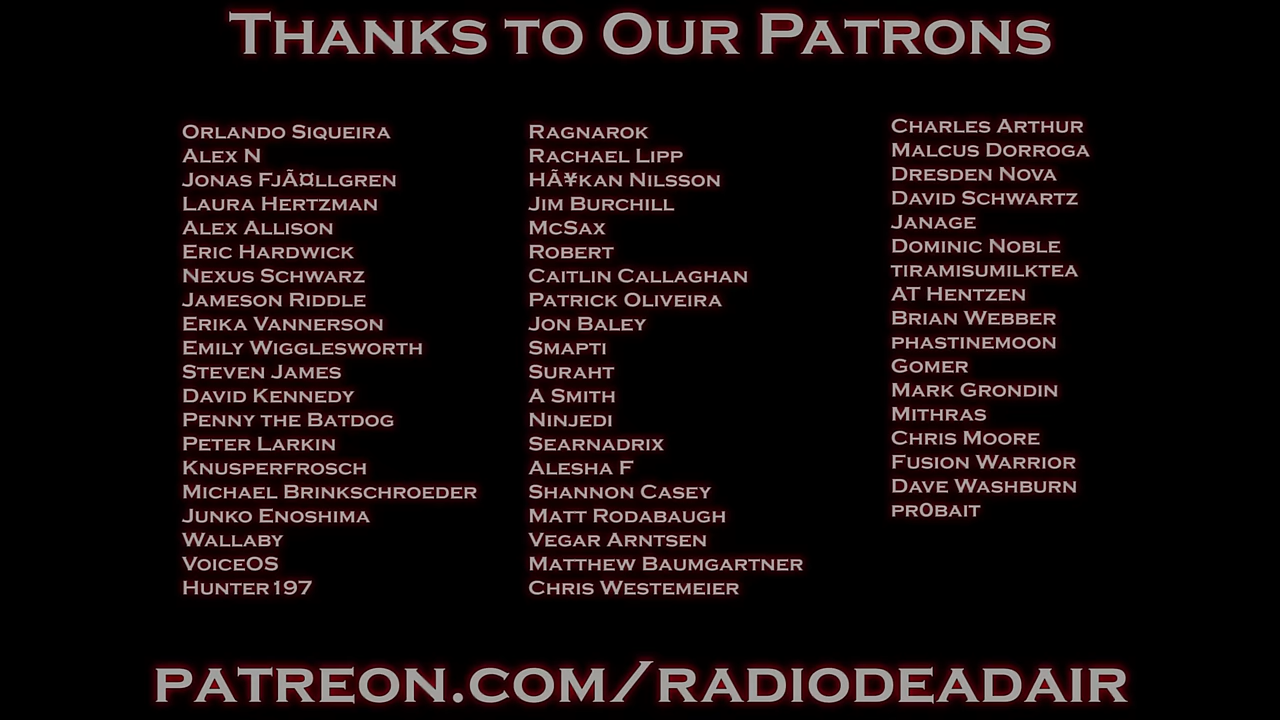 Thanks to Our Patrons
Orlando Siqueira
Alex N
Jonas FjÃ¤llgren
Laura Hertzman
Alex Allison
Eric Hardwick
Nexus Schwarz
Jameson Riddle
Erika Vannerson
Emily Wigglesworth
Steven James
David Kennedy
Penny the Batdog
Peter Larkin
Knusperfrosch
Michael Brinkschroeder
Junko Enoshima
Wallaby
VoiceOS
Hunter197
Ragnarok
Rachael Lipp
HÃ¥kan Nilsson
Jim Burchill
McSax
Robert
Caitlin Callaghan
Patrick Oliveira
Jon Baley
Smapti
Suraht
A Smith
Ninjedi
Searnadrix
Alesha F
Shannon Casey
Matt Rodabaugh
Vegar Arntsen
Matthew Baumgartner
Chris Westemeier
Charles Arthur
Malcus Dorroga
Dresden Nova
David Schwartz
Janage
Dominic Noble
tiramisumilktea
AT Hentzen
Brian Webber
phastinemoon
Gomer
Mark Grondin
Mithras
Chris Moore
Fusion Warrior
Dave Washburn
pr0bait
patreon.com/radiodeadair